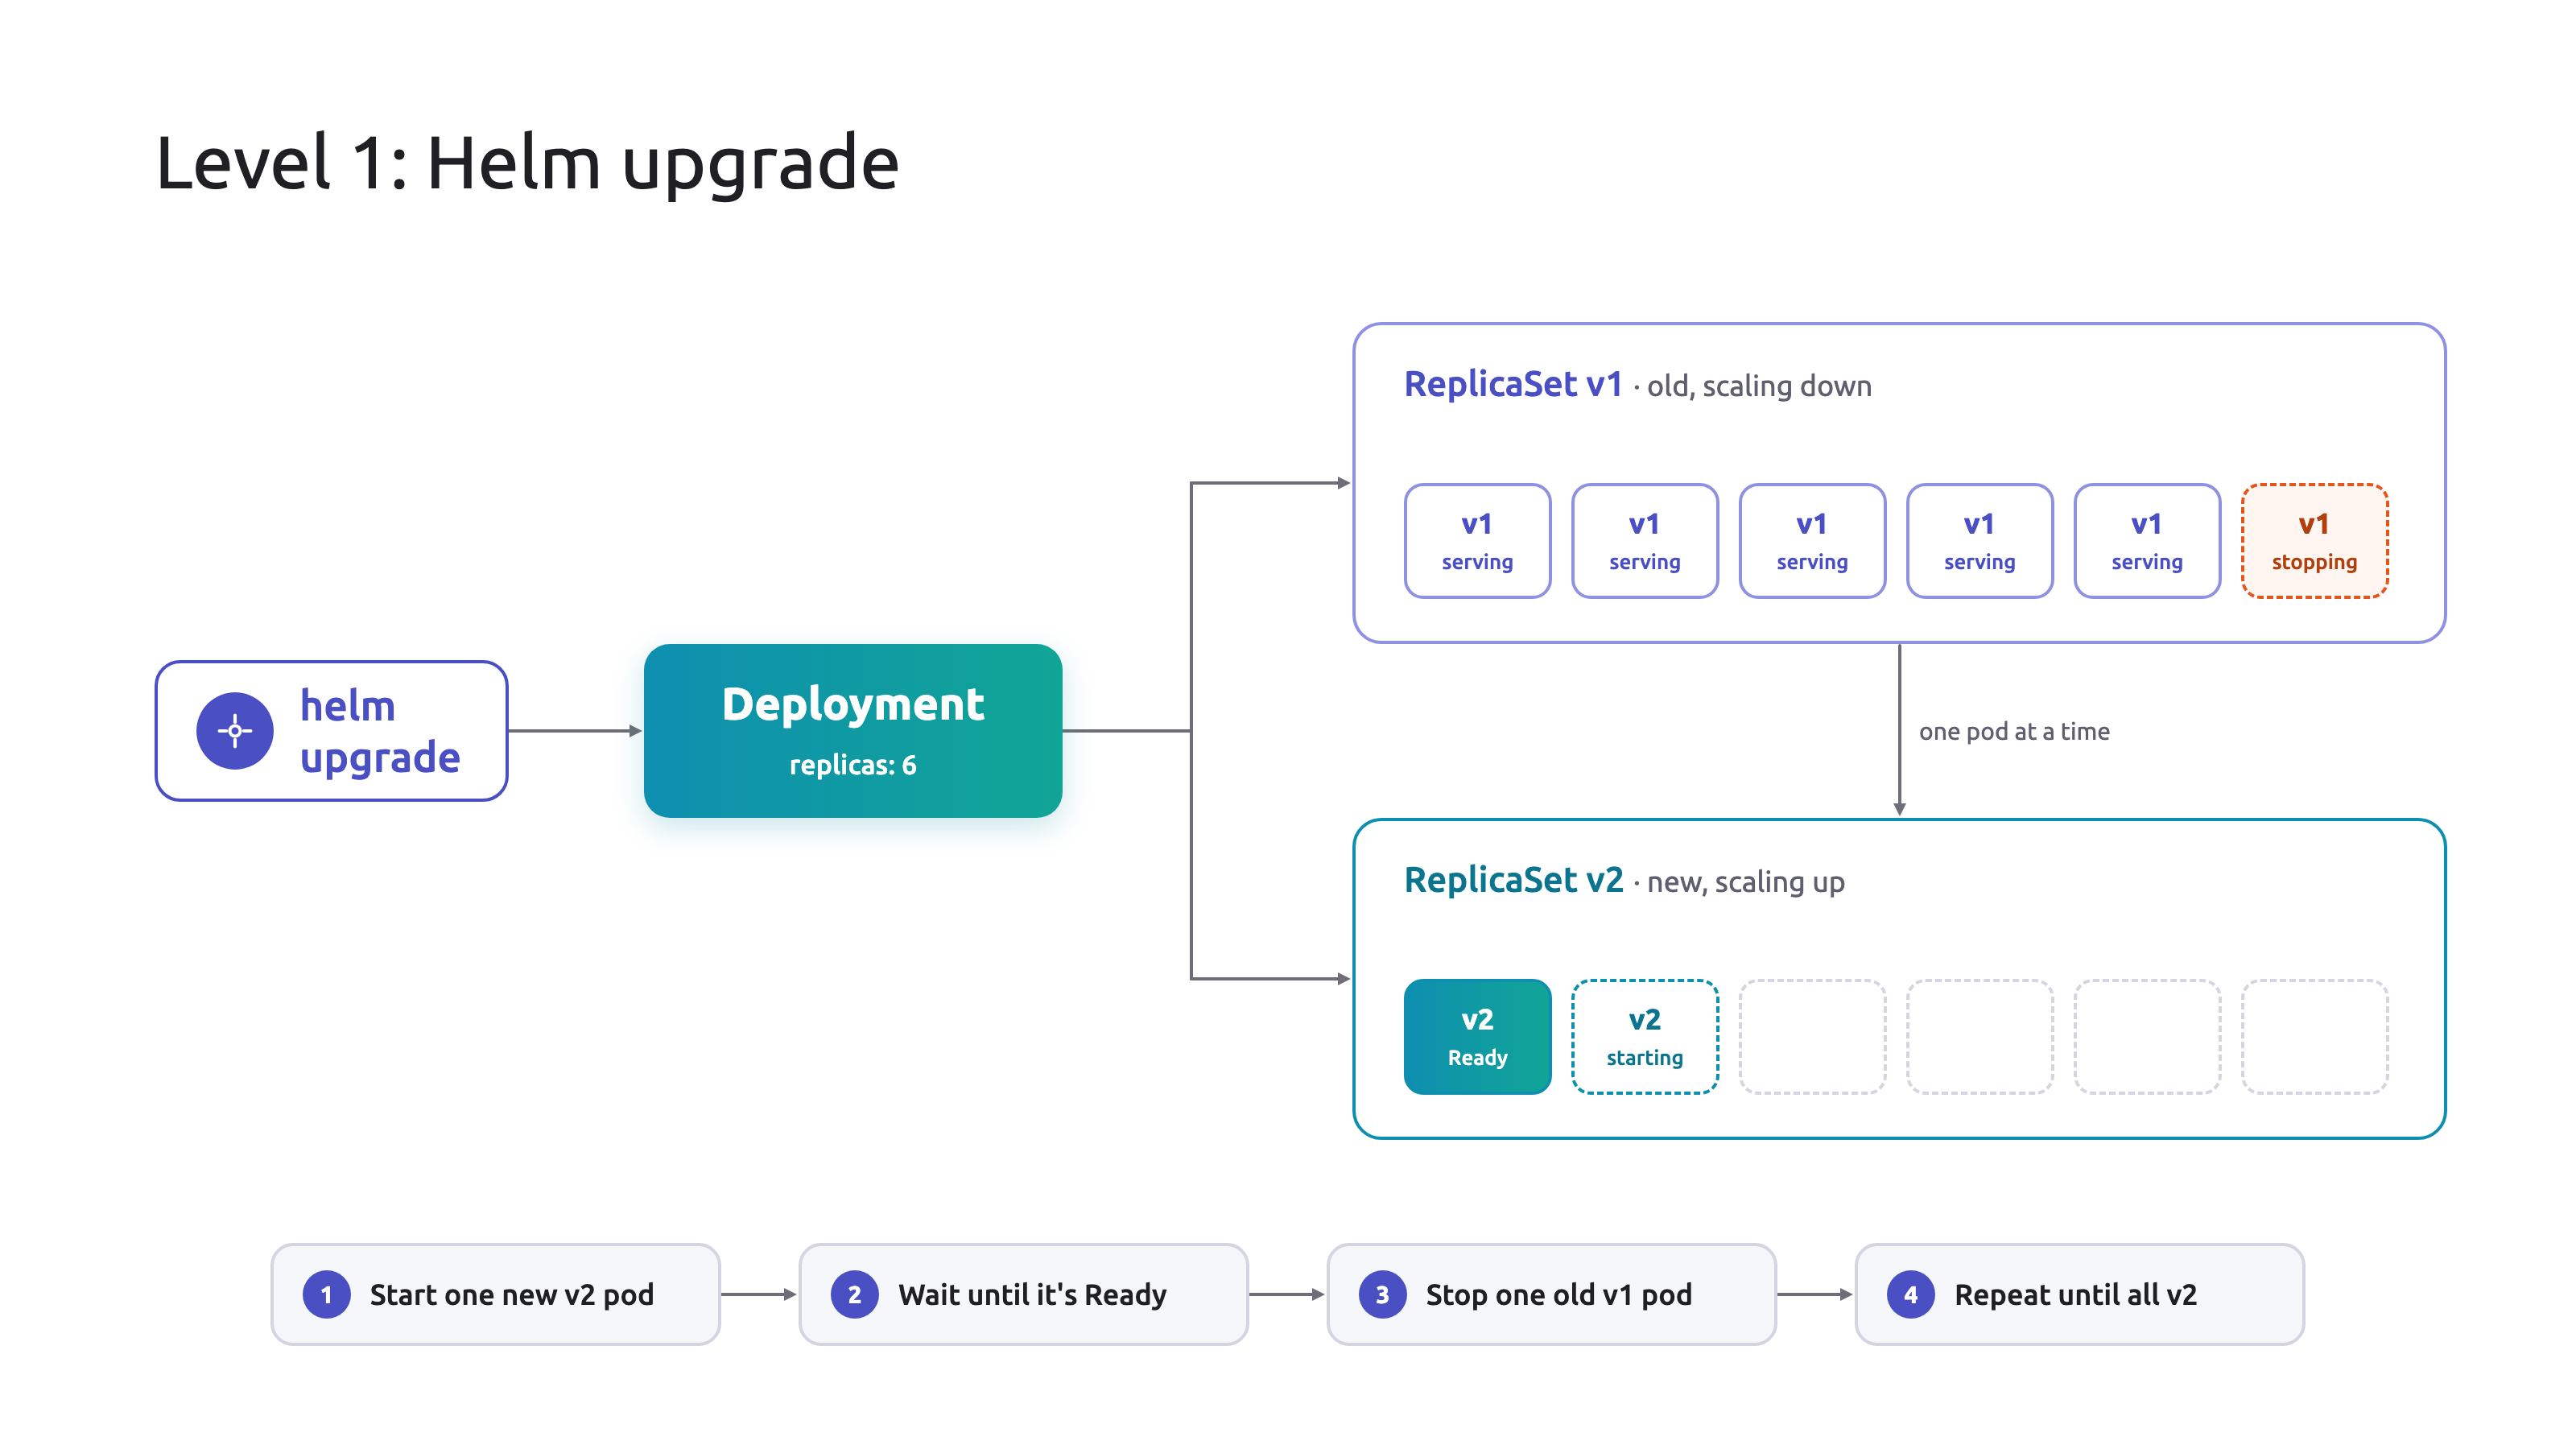 Level 1: Helm upgrade
helm
upgrade
Deployment
replicas: 6
ReplicaSet v1 · old, scaling down
v1
serving
v1
serving
v1
serving
v1
serving
v1
serving
v1
stopping
one pod at a time
ReplicaSet v2 · new, scaling up
v2
Ready
v2
starting
1 Start one new v2 pod
2 Wait until it's Ready
3 Stop one old v1 pod
4 Repeat until all v2